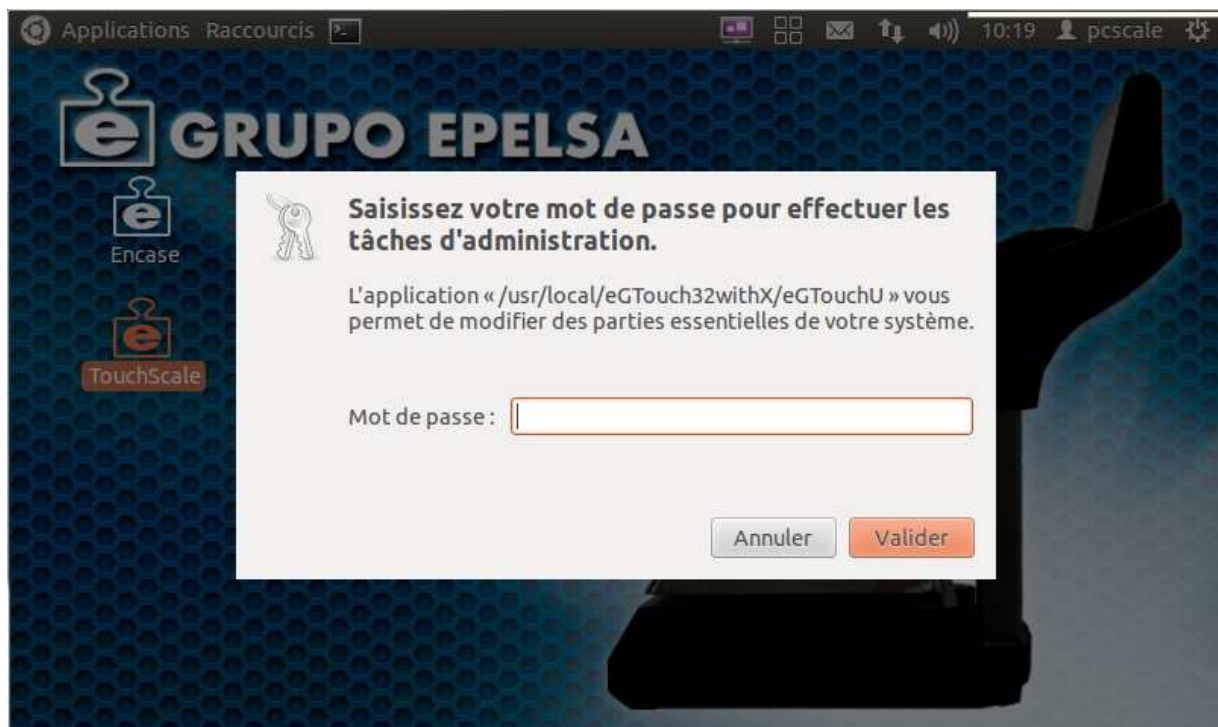 Applications Raccourcis 10:19 pcscale
e GRUPO EPELSA
e
Encase
e
TouchScale
Saisissez votre mot de passe pour effectuer les
tâches d'administration.
L'application « /usr/local/eGTouch32withX/eGTouchU » vous
permet de modifier des parties essentielles de votre système.
Mot de passe :
Annuler Valider